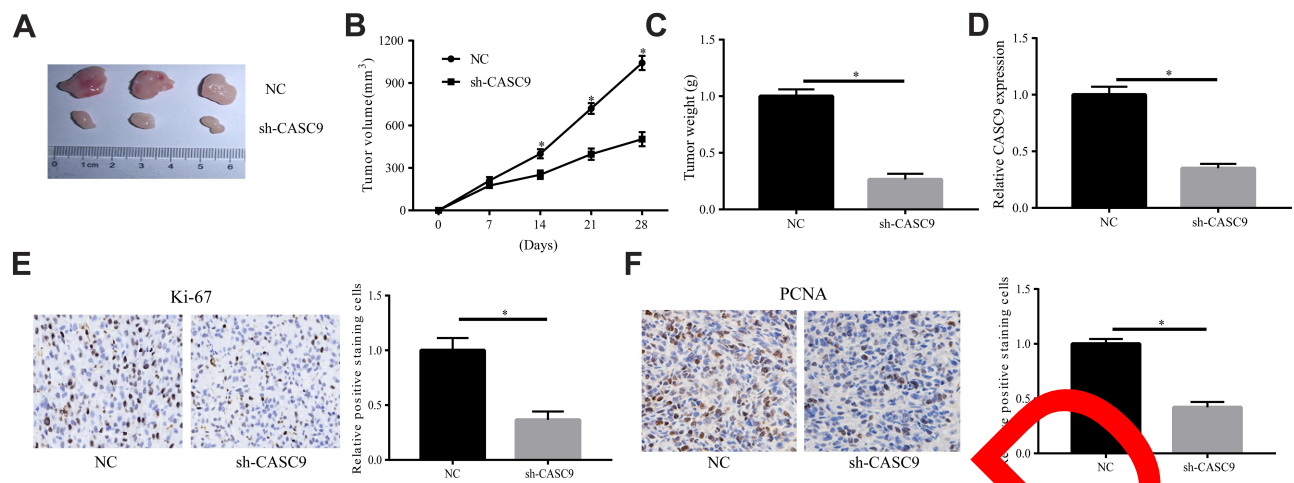 A
NC
sh-CASC9
0 1cm 2 3 4 5 6
B
Tumor volume(mm3)
1200
900
600
300
0
NC
sh-CASC9
*
*
*
0 7 14 21 28
(Days)
C
Tumor weight (g)
1.5
1.0
0.5
0.0
*
NC sh-CASC9
D
Relative CASC9 expression
1.5
1.0
0.5
0.0
*
NC sh-CASC9
E
Ki-67
NC sh-CASC9
Relative positive staining cells
1.5
1.0
0.5
0.0
*
NC sh-CASC9
F
PCNA
NC sh-CASC9
positive staining cells
1.5
1.0
0.5
0.0
*
NC sh-CASC9